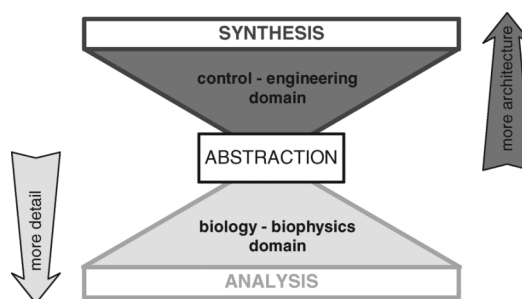 SYNTHESIS
control - engineering
domain
more architecture
ABSTRACTION
more detail
biology - biophysics
domain
ANALYSIS